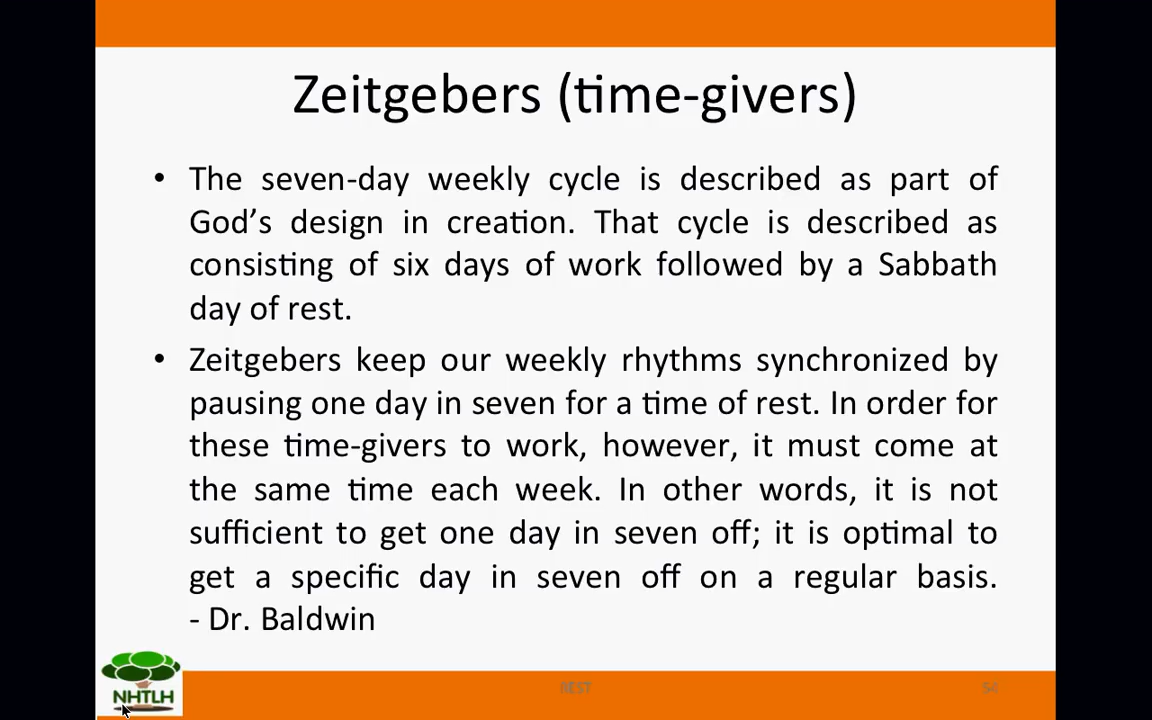 Zeitgebers (time-givers)
• The seven-day weekly cycle is described as part of
God's design in creation. That cycle is described as
consisting of six days of work followed by a Sabbath
day of rest.
• Zeitgebers keep our weekly rhythms synchronized by
pausing one day in seven for a time of rest. In order for
these time-givers to work, however, it must come at
the same time each week. In other words, it is not
sufficient to get one day in seven off; it is optimal to
get a specific day in seven off on a regular basis.
- Dr. Baldwin
NHTLH
REST
54